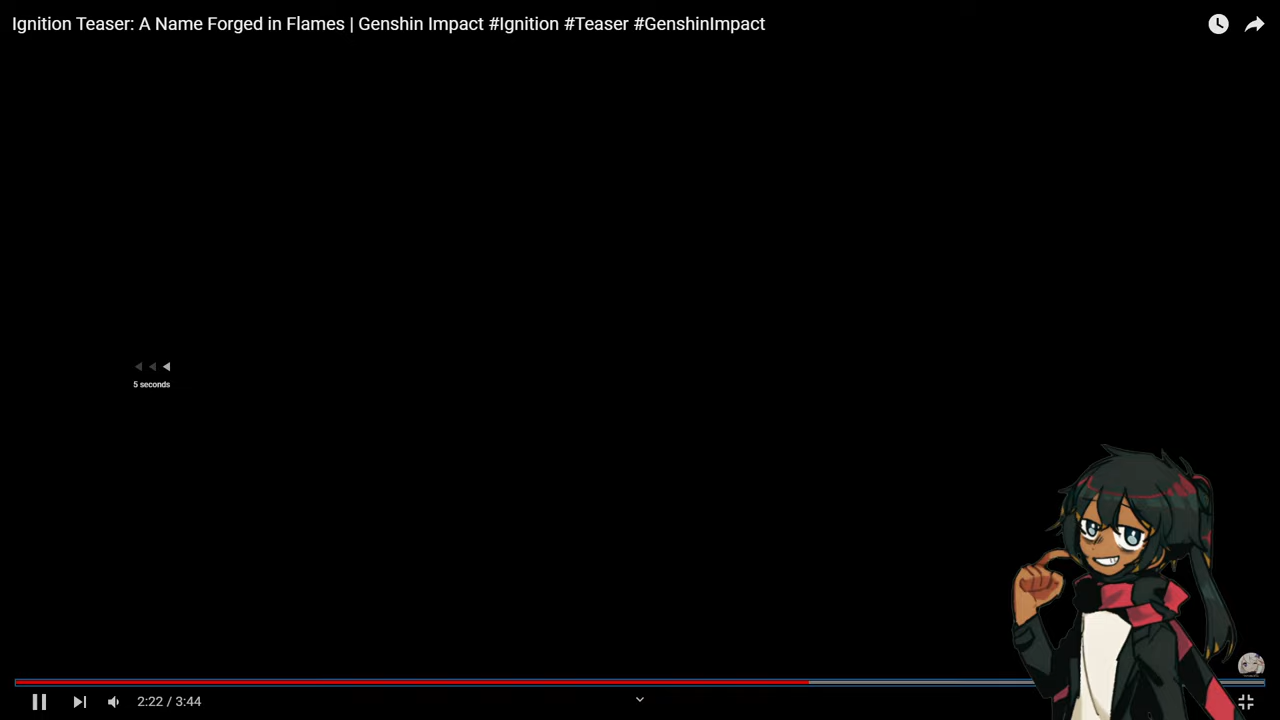 Ignition Teaser: A Name Forged in Flames | Genshin Impact #Ignition #Teaser #GenshinImpact
5 seconds
2:22 / 3:44